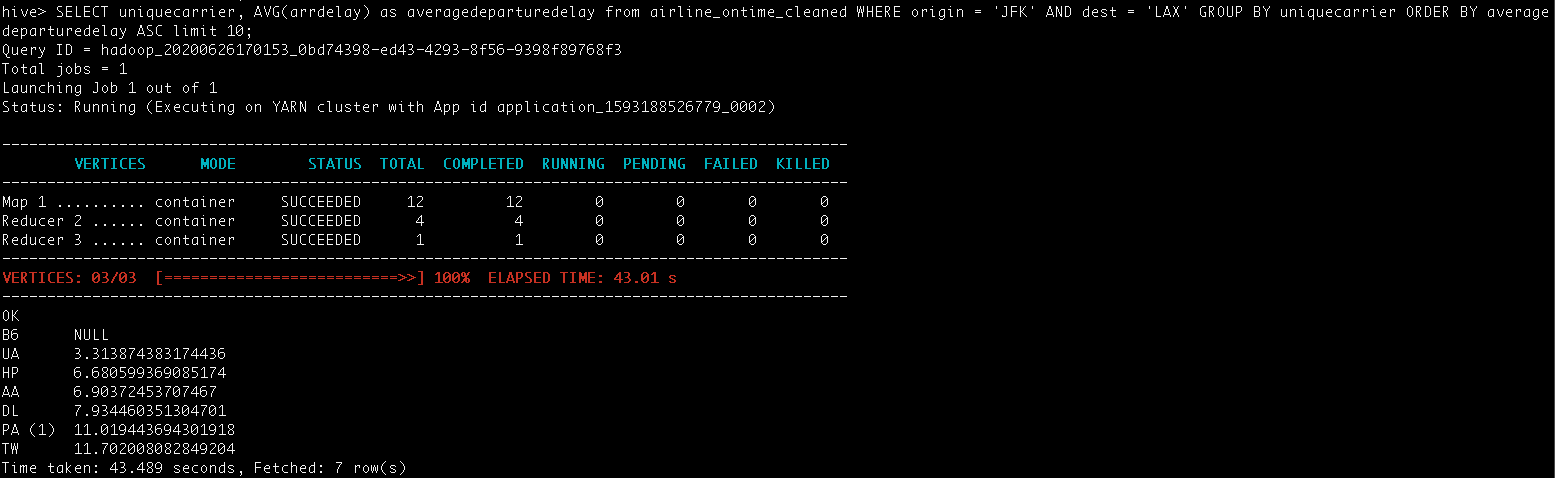 hive> SELECT uniquecarrier, AVG(arrdelay) as averagedeparturedelay from airline_ontime_cleaned WHERE origin = 'JFK' AND dest = 'LAX' GROUP BY uniquecarrier ORDER BY average
departuredelay ASC limit 10;
Query ID = hadoop_20200626170153_0bd74398-ed43-4293-8f56-9398f89768f3
Total jobs = 1
Launching Job 1 out of 1
Status: Running (Executing on YARN cluster with App id application_1593188526779_0002)
----------------------------------------------------------------------------------------------
        VERTICES      MODE        STATUS  TOTAL  COMPLETED  RUNNING  PENDING  FAILED  KILLED
----------------------------------------------------------------------------------------------
Map 1 .......... container     SUCCEEDED     12         12        0        0       0       0
Reducer 2 ...... container     SUCCEEDED      4          4        0        0       0       0
Reducer 3 ...... container     SUCCEEDED      1          1        0        0       0       0
----------------------------------------------------------------------------------------------
VERTICES: 03/03  [==========================>>] 100%  ELAPSED TIME: 43.01 s
----------------------------------------------------------------------------------------------
OK
B6      NULL
UA      3.313874383174436
HP      6.680599369085174
AA      6.90372453707467
DL      7.934460351304701
PA (1)  11.019443694301918
TW      11.702008082849204
Time taken: 43.489 seconds, Fetched: 7 row(s)